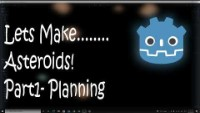 Lets Make........
Asteroids!
Part1- Planning